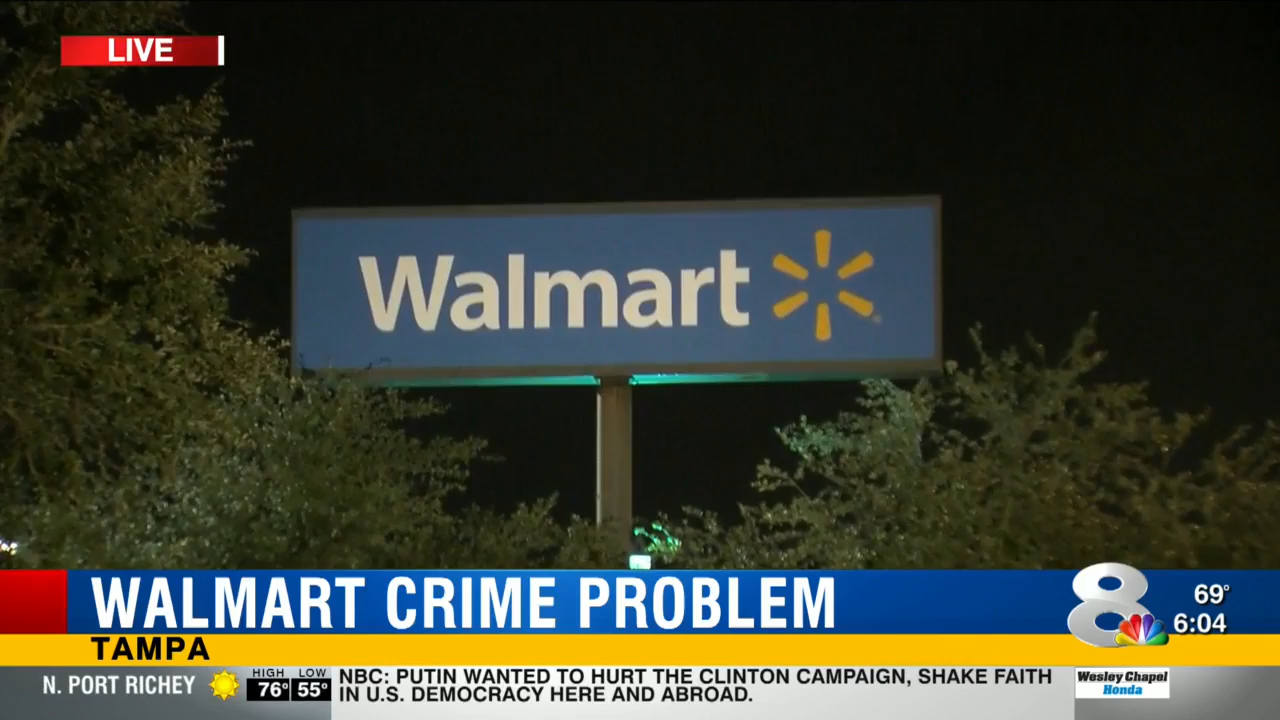 LIVE
Walmart
WALMART CRIME PROBLEM
TAMPA
8
69°
6:04
N. PORT RICHEY
HIGH LOW
76° 55°
NBC: PUTIN WANTED TO HURT THE CLINTON CAMPAIGN, SHAKE FAITH
IN U.S. DEMOCRACY HERE AND ABROAD.
Wesley Chapel
Honda